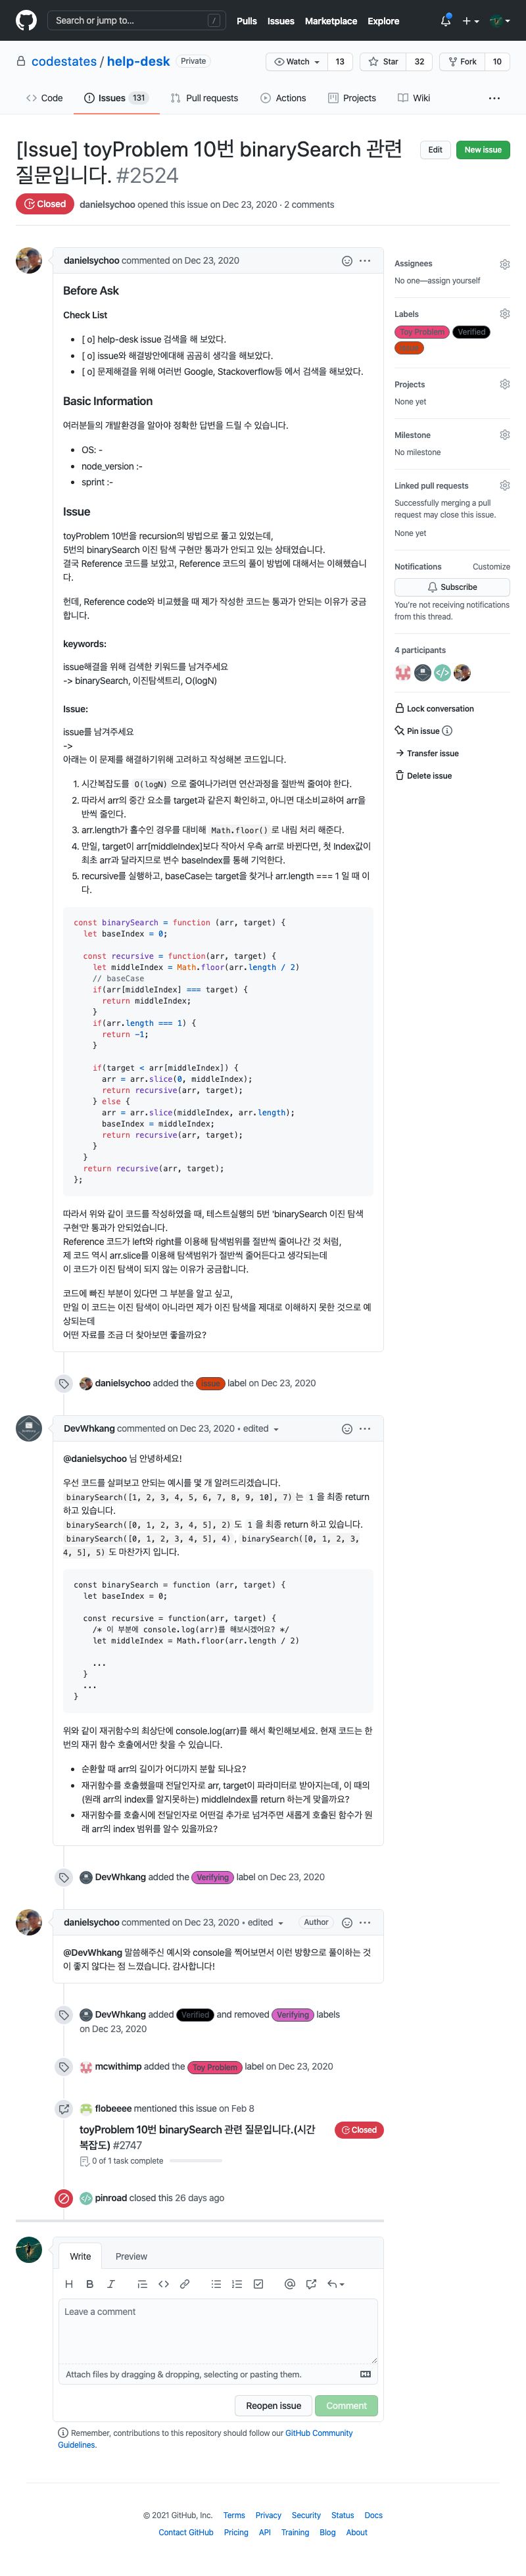 Search or jump to... /
Pulls Issues Marketplace Explore
codestates / help-desk Private
Watch 13 Star 32 Fork 10
Code Issues 131 Pull requests Actions Projects Wiki ...
[Issue] toyProblem 10번 binarySearch 관련
질문입니다. #2524
Edit New issue
Closed danielsychoo opened this issue on Dec 23, 2020 · 2 comments
danielsychoo commented on Dec 23, 2020
Before Ask
Check List
[ o] help-desk issue 검색을 해 보았다.
[ o] issue와 해결방안에대해 곰곰히 생각을 해보았다.
[ o] 문제해결을 위해 여러번 Google, Stackoverflow등 에서 검색을 해보았다.
Basic Information
여러분들의 개발환경을 알아야 정확한 답변을 드릴 수 있습니다.
OS: -
node_version :-
sprint :-
Issue
toyProblem 10번을 recursion의 방법으로 풀고 있었는데,
5번의 binarySearch 이진 탐색 구현만 통과가 안되고 있는 상태였습니다.
결국 Reference 코드를 보았고, Reference 코드의 풀이 방법에 대해서는 이해했습니
다.
헌데, Reference code와 비교했을 때 제가 작성한 코드는 통과가 안되는 이유가 궁금
합니다.
keywords:
issue해결을 위해 검색한 키워드를 남겨주세요
-> binarySearch, 이진탐색트리, O(logN)
Issue:
issue를 남겨주세요
->
아래는 이 문제를 해결하기위해 고려하고 작성해본 코드입니다.
1. 시간복잡도를 O(logN) 으로 줄여나가려면 연산과정을 절반씩 줄여야 한다.
2. 따라서 arr의 중간 요소를 target과 같은지 확인하고, 아니면 대소비교하여 arr을
반씩 줄인다.
3. arr.length가 홀수인 경우를 대비해 Math.floor() 로 내림 처리 해준다.
4. 만일, target이 arr[middleIndex]보다 작아서 우측 arr로 바뀐다면, 첫 Index값이
최초 arr과 달라지므로 변수 baseIndex를 통해 기억한다.
5. recursive를 실행하고, baseCase는 target을 찾거나 arr.length === 1 일 때 이
다.
const binarySearch = function (arr, target) {
let baseIndex = 0;
const recursive = function(arr, target) {
let middleIndex = Math.floor(arr.length / 2)
// baseCase
if(arr[middleIndex] === target) {
return middleIndex;
}
if(arr.length === 1) {
return -1;
}
if(target < arr[middleIndex]) {
arr = arr.slice(0, middleIndex);
return recursive(arr, target);
} else {
arr = arr.slice(middleIndex, arr.length);
baseIndex = middleIndex;
return recursive(arr, target);
}
}
return recursive(arr, target);
};
따라서 위와 같이 코드를 작성하였을 때, 테스트실행의 5번 'binarySearch 이진 탐색
구현'만 통과가 안되었습니다.
Reference 코드가 left와 right를 이용해 탐색범위를 절반씩 줄여나간 것 처럼,
제 코드 역시 arr.slice를 이용해 탐색범위가 절반씩 줄어든다고 생각되는데
이 코드가 이진 탐색이 되지 않는 이유가 궁금합니다.
코드에 빠진 부분이 있다면 그 부분을 알고 싶고,
만일 이 코드는 이진 탐색이 아니라면 제가 이진 탐색을 제대로 이해하지 못한 것으로 예
상되는데
어떤 자료를 조금 더 찾아보면 좋을까요?
danielsychoo added the Issue label on Dec 23, 2020
DevWhkang commented on Dec 23, 2020 • edited
@danielsychoo 님 안녕하세요!
우선 코드를 살펴보고 안되는 예시를 몇 개 알려드리겠습니다.
binarySearch([1, 2, 3, 4, 5, 6, 7, 8, 9, 10], 7) 는 1 을 최종 return
하고 있습니다.
binarySearch([0, 1, 2, 3, 4, 5], 2) 도 1 을 최종 return 하고 있습니다.
binarySearch([0, 1, 2, 3, 4, 5], 4) , binarySearch([0, 1, 2, 3,
4, 5], 5) 도 마찬가지 입니다.
const binarySearch = function (arr, target) {
let baseIndex = 0;
const recursive = function(arr, target) {
/* 이 부분에 console.log(arr)를 해보시겠어요? */
let middleIndex = Math.floor(arr.length / 2)
...
}
...
}
위와 같이 재귀함수의 최상단에 console.log(arr)를 해서 확인해보세요. 현재 코드는 한
번의 재귀 함수 호출에서만 찾을 수 있습니다.
순환할 때 arr의 길이가 어디까지 분할 되나요?
재귀함수를 호출했을때 전달인자로 arr, target이 파라미터로 받아지는데, 이 때의
(원래 arr의 index를 알지못하는) middleIndex를 return 하는게 맞을까요?
재귀함수를 호출시에 전달인자로 어떤걸 추가로 넘겨주면 새롭게 호출된 함수가 원
래 arr의 index 범위를 알수 있을까요?
DevWhkang added the Verifying label on Dec 23, 2020
danielsychoo commented on Dec 23, 2020 • edited Author
@DevWhkang 말씀해주신 예시와 console을 찍어보면서 이런 방향으로 풀이하는 것
이 좋지 않다는 점 느꼈습니다. 감사합니다!
DevWhkang added Verified and removed Verifying labels
on Dec 23, 2020
mcwithimp added the Toy Problem label on Dec 23, 2020
flobeeee mentioned this issue on Feb 8
toyProblem 10번 binarySearch 관련 질문입니다.(시간
복잡도) #2747
Closed
0 of 1 task complete
pinroad closed this 26 days ago
Write Preview
H B I @
Leave a comment
Attach files by dragging & dropping, selecting or pasting them.
Reopen issue Comment
Remember, contributions to this repository should follow our GitHub Community
Guidelines.
Assignees
No one—assign yourself
Labels
Toy Problem Verified
Issue
Projects
None yet
Milestone
No milestone
Linked pull requests
Successfully merging a pull
request may close this issue.
None yet
Notifications Customize
Subscribe
You're not receiving notifications
from this thread.
4 participants
Lock conversation
Pin issue
Transfer issue
Delete issue
© 2021 GitHub, Inc. Terms Privacy Security Status Docs
Contact GitHub Pricing API Training Blog About